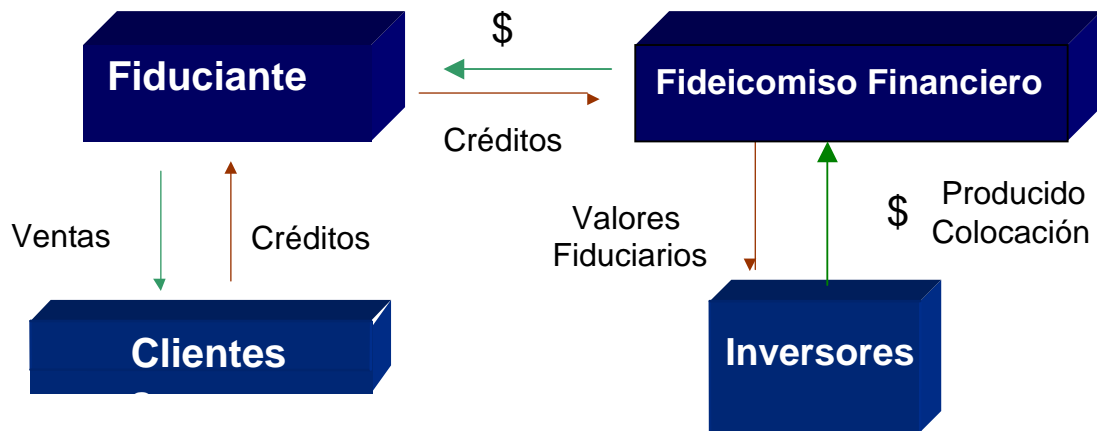 $
Fiduciante
Fideicomiso Financiero
Créditos
Ventas
Créditos
Valores
Fiduciarios
$
Producido
Colocación
Clientes
Inversores